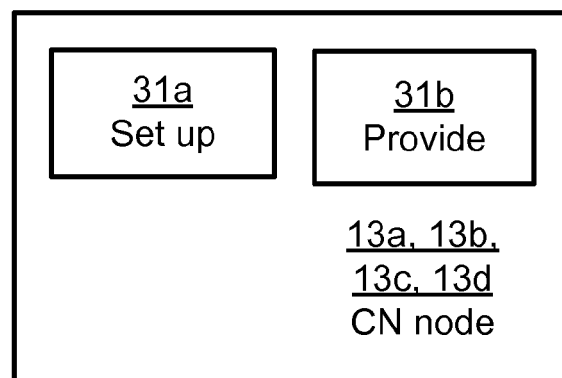 31a
Set up
31b
Provide
13a, 13b,
13c, 13d
CN node